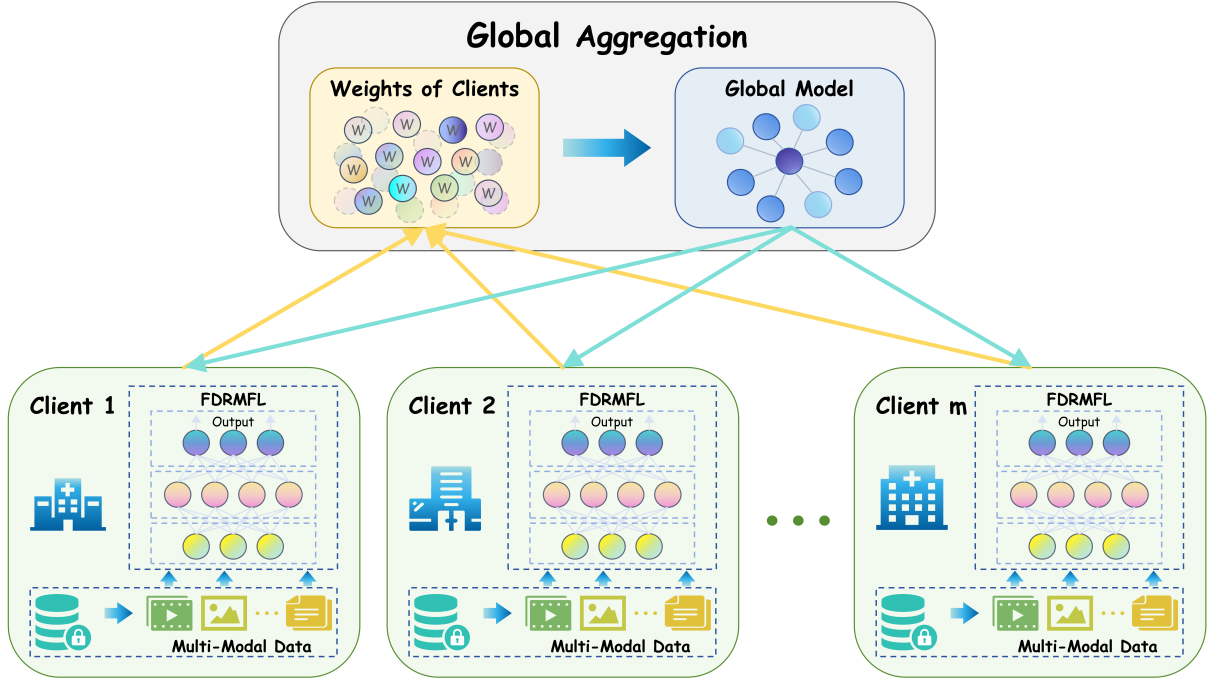 Global Aggregation
Weights of Clients
Global Model
W
W
W
W
W
W
W
W
W
W
W
W
Client 1
FDRMFL
Output
Multi-Modal Data
Client 2
FDRMFL
Output
Multi-Modal Data
Client m
FDRMFL
Output
Multi-Modal Data